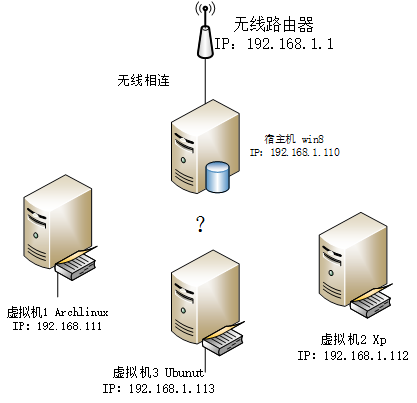 无线路由器
IP: 192.168.1.1
无线相连
宿主机 win8
IP: 192.168.1.110
?
虚拟机1 Archlinux
IP: 192.168.111
虚拟机2 Xp
IP: 192.168.1.112
虚拟机3 Ubunut
IP: 192.168.1.113